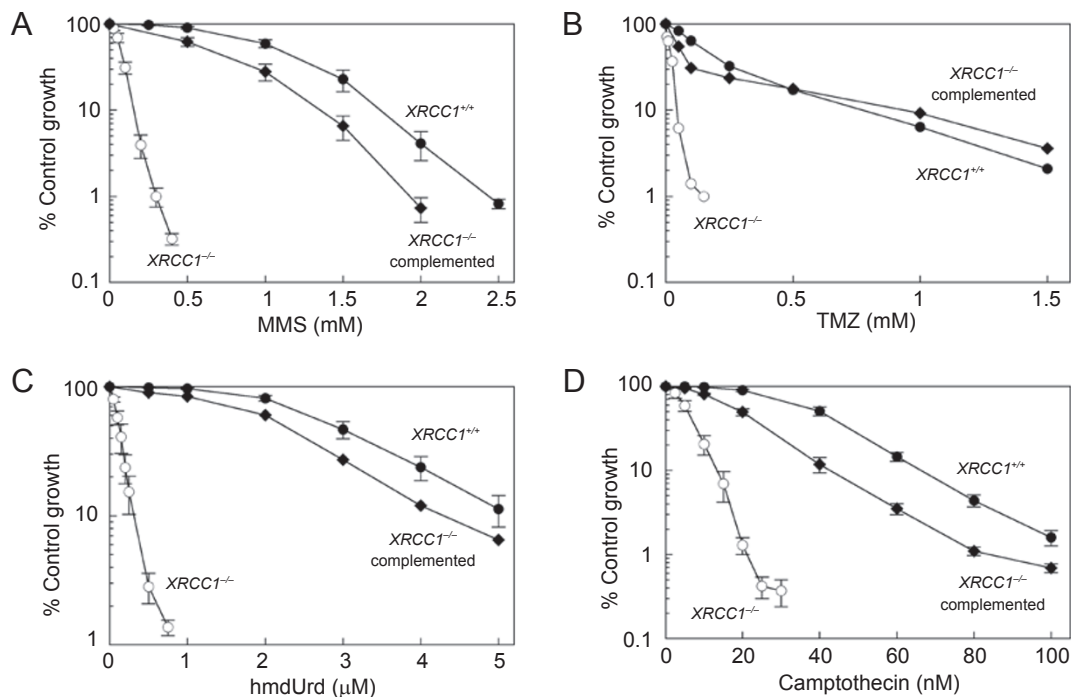 A
100
10
1
0.1
% Control growth
XRCC1+/+
XRCC1–/–
XRCC1–/–
complemented
0 0.5 1 1.5 2 2.5
MMS (mM)
B
100
10
1
0.1
% Control growth
XRCC1–/–
complemented
XRCC1+/+
XRCC1–/–
0 0.5 1 1.5
TMZ (mM)
C
100
10
1
% Control growth
XRCC1+/+
XRCC1–/–
complemented
XRCC1–/–
0 1 2 3 4 5
hmdUrd (μM)
D
100
10
1
0.1
% Control growth
XRCC1+/+
XRCC1–/–
XRCC1–/–
complemented
0 20 40 60 80 100
Camptothecin (nM)